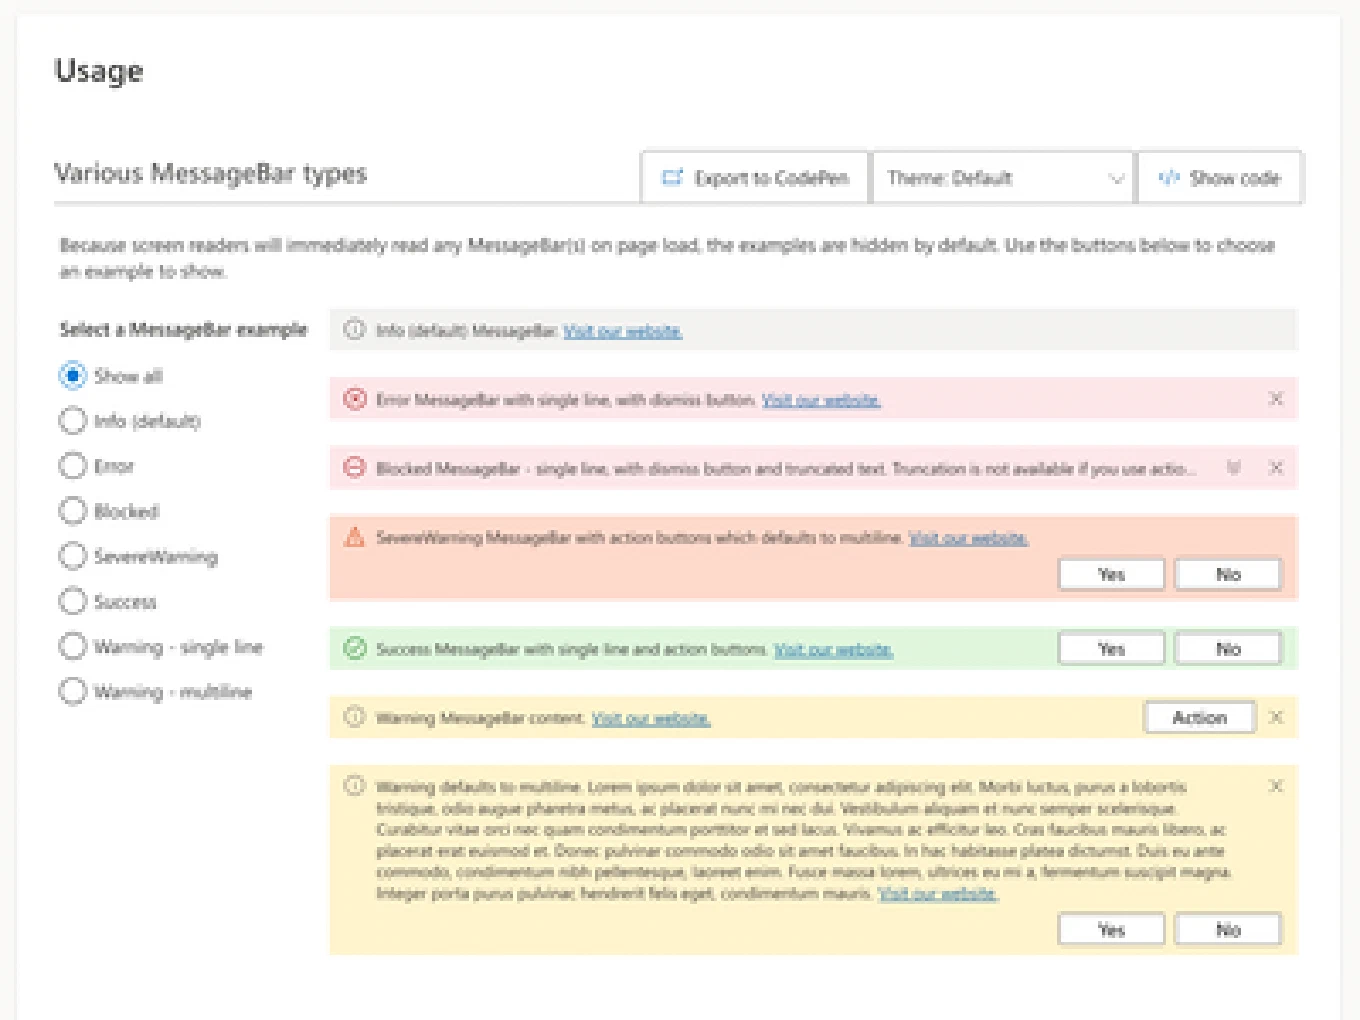 Usage
Various MessageBar types
Export to CodePen
Theme: Default
Show code
Because screen readers will immediately read any MessageBar(s) on page load, the examples are hidden by default. Use the buttons below to choose
an example to show.
Select a MessageBar example
Show all
Info (default)
Error
Blocked
SevereWarning
Success
Warning - single line
Warning - multiline
Info (default) MessageBar. Visit our website.
Error MessageBar with single line, with dismiss button. Visit our website.
Blocked MessageBar - single line, with dismiss button and truncated text. Truncation is not available if you use actio...
SevereWarning MessageBar with action buttons which defaults to multiline. Visit our website.
Yes No
Success MessageBar with single line and action buttons. Visit our website.
Yes No
Warning MessageBar content. Visit our website.
Action
Warning defaults to multiline. Lorem ipsum dolor sit amet, consectetur adipiscing elit. Morbi luctus, purus a lobortis
tristique, odio augue pharetra metus, ac placerat nunc mi nec dui. Vestibulum aliquam et nunc semper scelerisque.
Curabitur vitae orci nec quam condimentum porttitor et sed lacus. Vivamus ac efficitur leo. Cras faucibus mauris libero, ac
placerat erat euismod et. Donec pulvinar commodo odio sit amet faucibus. In hac habitasse platea dictumst. Duis eu ante
commodo, condimentum nibh pellentesque, laoreet enim. Fusce massa lorem, ultrices eu mi a, fermentum suscipit magna.
Integer porta purus pulvinar, hendrerit felis eget, condimentum mauris. Visit our website.
Yes No